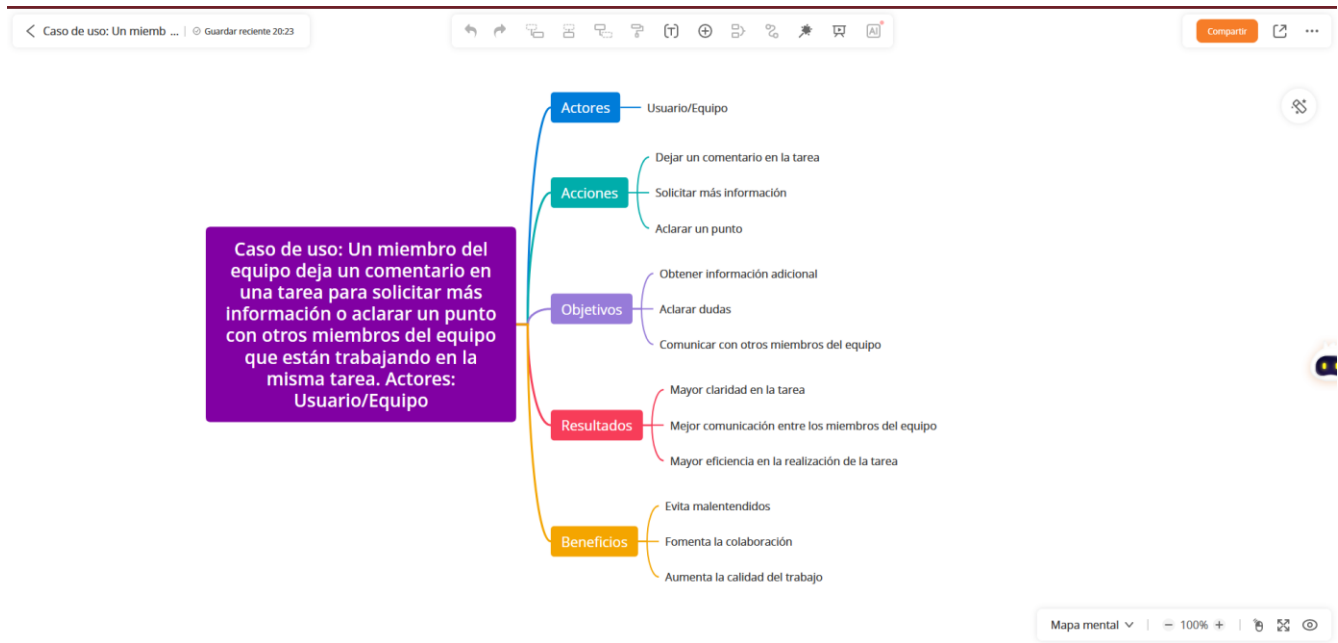 Caso de uso: Un miemb ...
Guardar reciente 20:23
AI
Compartir
Actores
Usuario/Equipo
Acciones
Dejar un comentario en la tarea
Solicitar más información
Aclarar un punto
Caso de uso: Un miembro del
equipo deja un comentario en
una tarea para solicitar más
información o aclarar un punto
con otros miembros del equipo
que están trabajando en la
misma tarea. Actores:
Usuario/Equipo
Objetivos
Obtener información adicional
Aclarar dudas
Comunicar con otros miembros del equipo
Resultados
Mayor claridad en la tarea
Mejor comunicación entre los miembros del equipo
Mayor eficiencia en la realización de la tarea
Beneficios
Evita malentendidos
Fomenta la colaboración
Aumenta la calidad del trabajo
Mapa mental
− 100% +